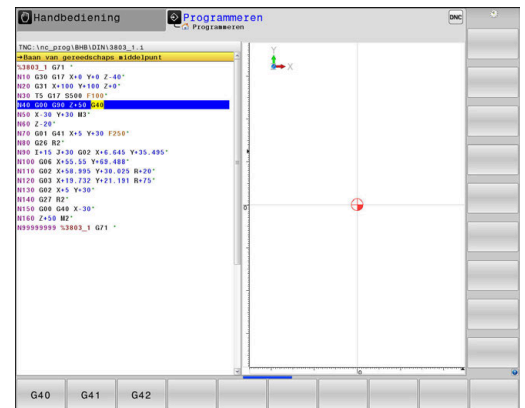 Handbediening
Programmeren
Programmeren
DNC
TNC:\nc_prog\BHB\DIN\3803_1.i
→Baan van gereedschaps middelpunt
%3803_1 G71 *
N10 G30 G17 X+0 Y+0 Z-40*
N20 G31 X+100 Y+100 Z+0*
N30 T5 G17 S500 F100*
N40 G00 G90 Z+50 G40
N50 X-30 Y+30 M3*
N60 Z-20*
N70 G01 G41 X+5 Y+30 F250*
N80 G26 R2*
N90 I+15 J+30 G02 X+6.645 Y+35.495*
N100 G06 X+55.55 Y+69.488*
N110 G02 X+58.995 Y+30.025 R+20*
N120 G03 X+19.732 Y+21.191 R+75*
N130 G02 X+5 Y+30*
N140 G27 R2*
N150 G00 G40 X-30*
N160 Z+50 M2*
N99999999 %3803_1 G71 *
Y
X
0
0
G40 G41 G42